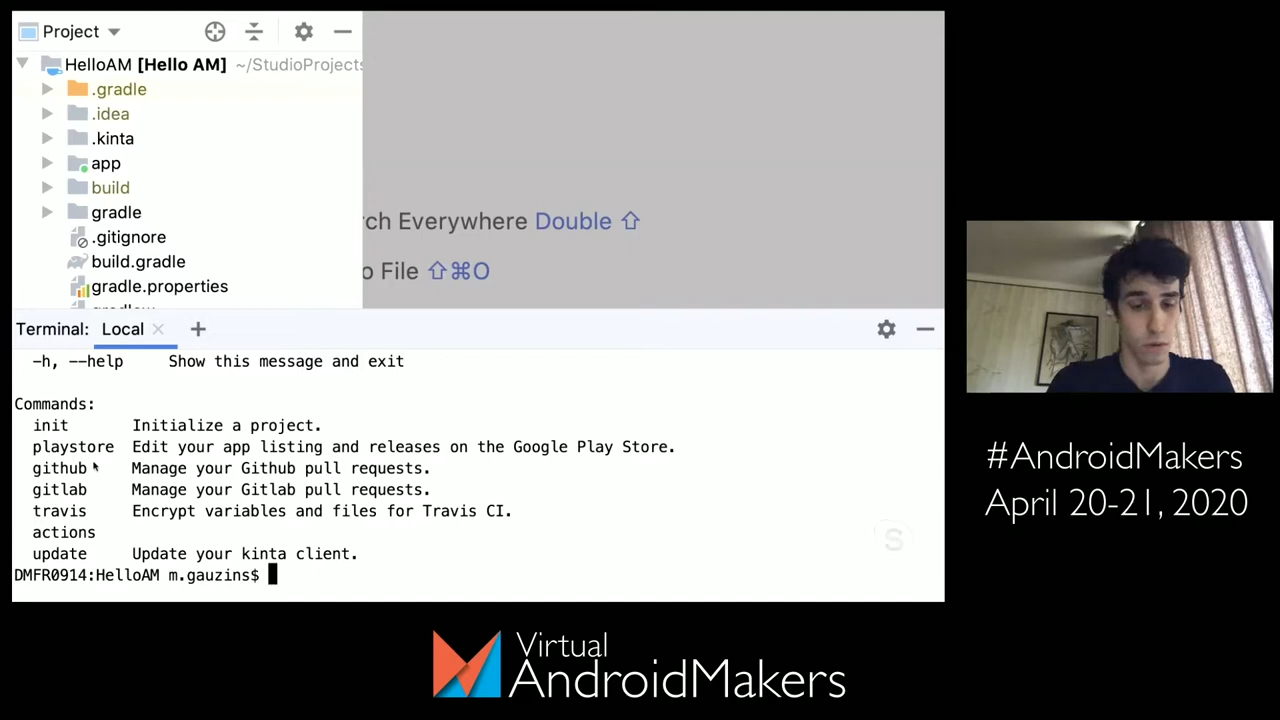 Project
HelloAM [Hello AM] ~/StudioProjects
.gradle
.idea
.kinta
app
build
gradle
.gitignore
build.gradle
gradle.properties
rch Everywhere Double ⇧
o File ⇧⌘O
Terminal: Local × +
-h, --help Show this message and exit
Commands:
init Initialize a project.
playstore Edit your app listing and releases on the Google Play Store.
github Manage your Github pull requests.
gitlab Manage your Gitlab pull requests.
travis Encrypt variables and files for Travis CI.
actions
update Update your kinta client.
DMFR0914:HelloAM m.gauzins$
S
#AndroidMakers
April 20-21, 2020
Virtual
AndroidMakers